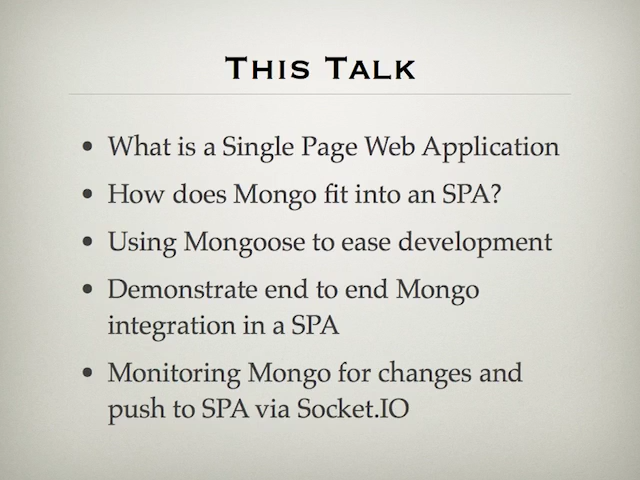 This Talk
• What is a Single Page Web Application
• How does Mongo fit into an SPA?
• Using Mongoose to ease development
• Demonstrate end to end Mongo
integration in a SPA
• Monitoring Mongo for changes and
push to SPA via Socket.IO